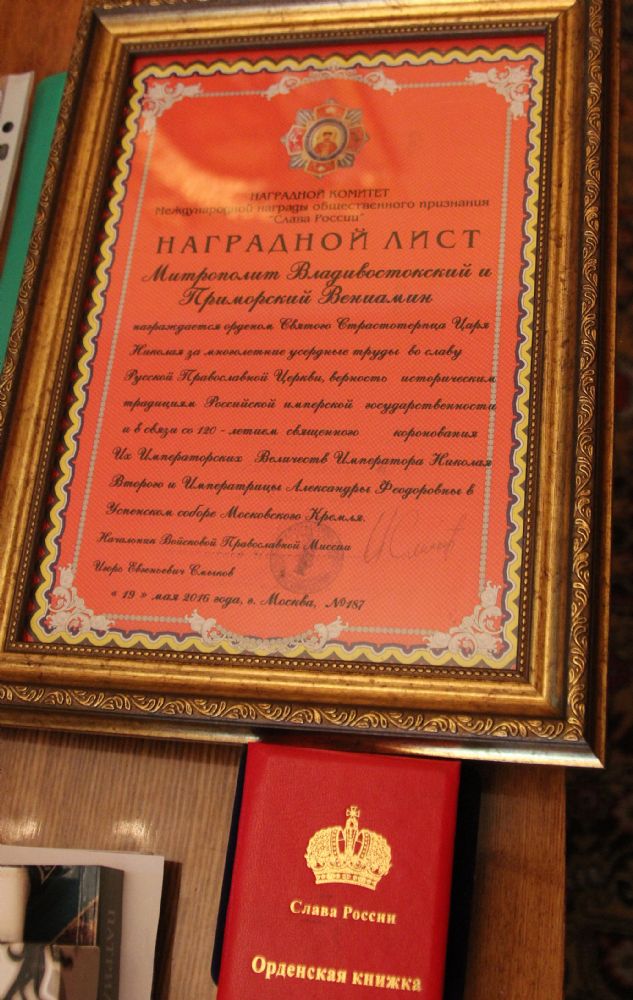 НАГРАДНОЙ КОМИТЕТ
Международной награды общественного признания
"Слава России"
НАГРАДНОЙ ЛИСТ
Митрополит Владивостокский и
Приморский Вениамин
награждается орденом Святого Страстотерпца Царя
Николая за многолетние усердные труды во славу
Русской Православной Церкви, верность историческим
традициям Российской имперской государственности
и в связи со 120 - летием священного коронования
Их Императорских Величеств Императора Николая
Второго и Императрицы Александры Феодоровны в
Успенском соборе Московского Кремля.
Начальник Войсковой Православной Миссии
Игорь Евгеньевич Смыков
« 19 » мая 2016 года, г. Москва, №187
Слава России
Орденская книжка